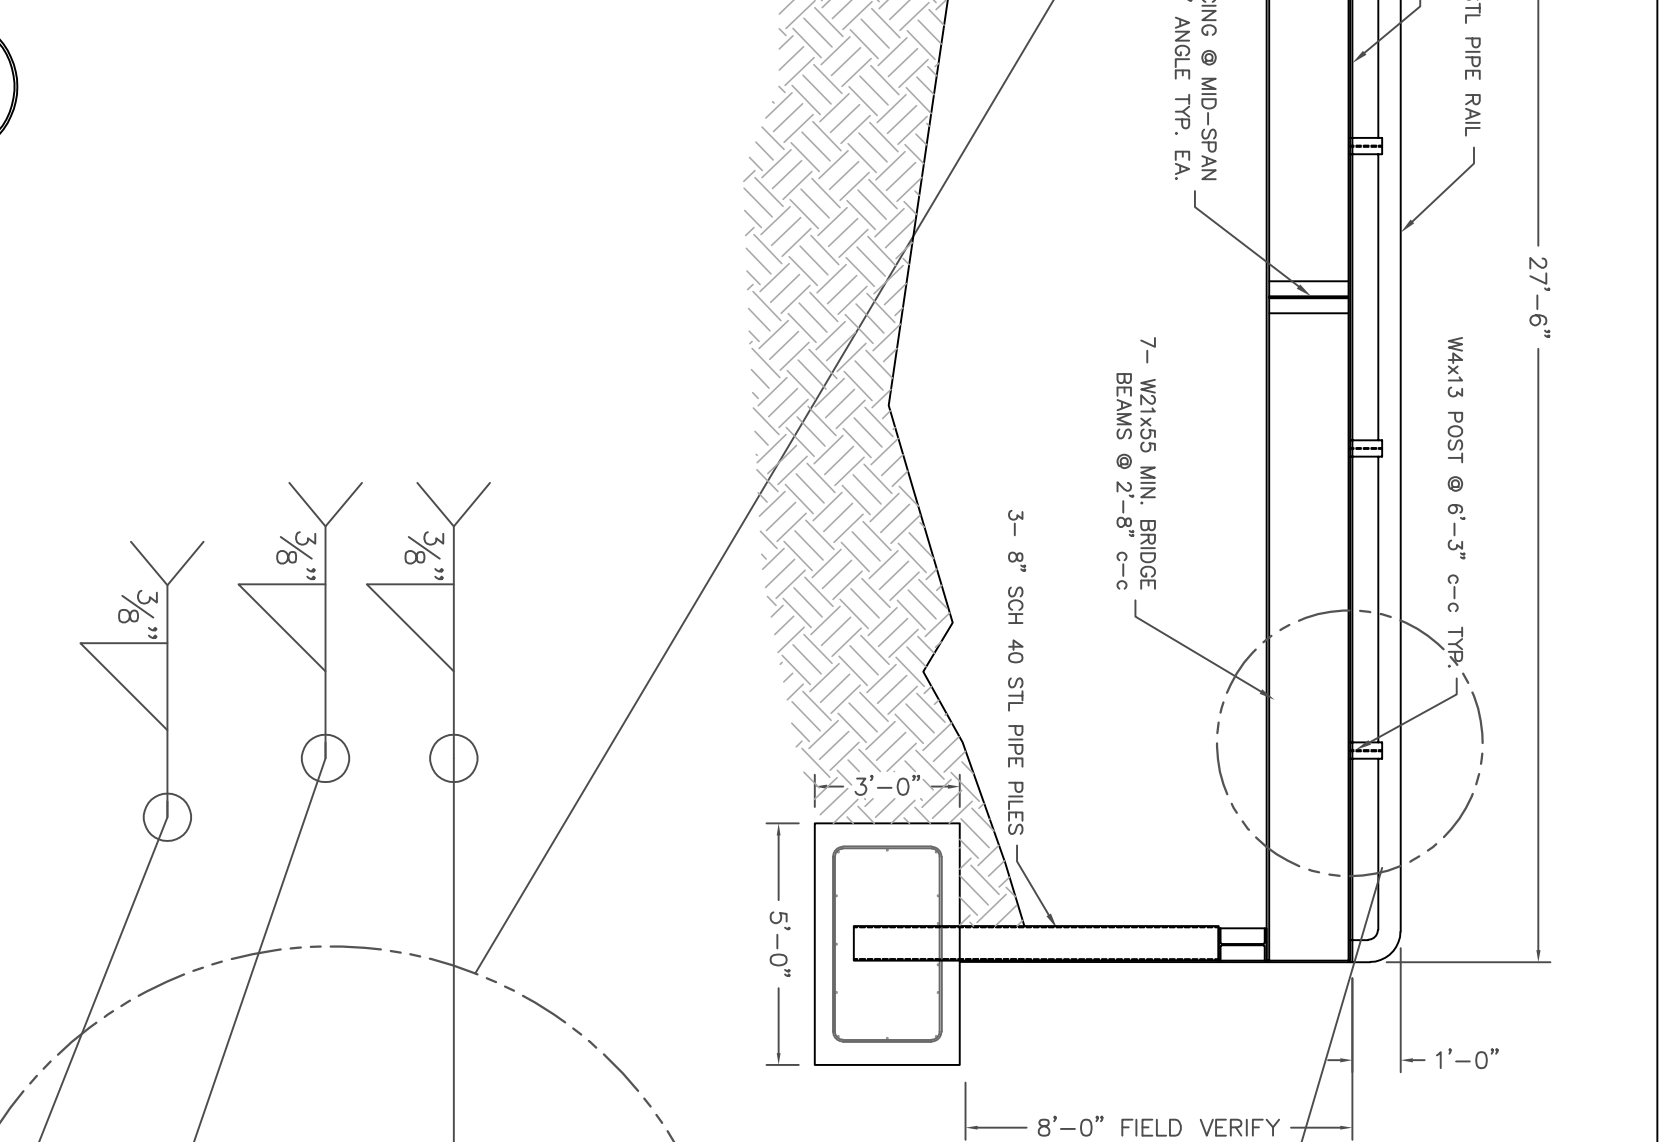 STL PIPE RAIL
27'-6"
W4x13 POST @ 6'-3" c-c TYP.
CING @ MID-SPAN
ANGLE TYP. EA.
7- W21x55 MIN. BRIDGE
BEAMS @ 2'-8" c-c
3- 8" SCH 40 STL PIPE PILES
3/8"
3/8"
3/8"
3'-0"
5'-0"
1'-0"
8'-0" FIELD VERIFY